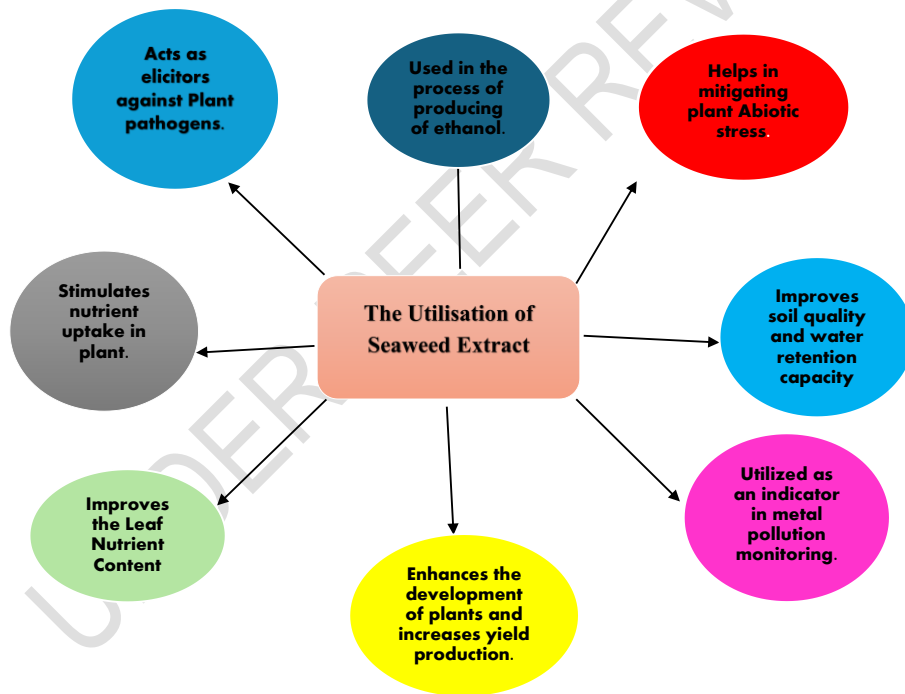 Acts as
elicitors
against Plant
pathogens.
Used in the
process of
producing
of ethanol.
Helps in
mitigating
plant Abiotic
stress.
Stimulates
nutrient
uptake in
plant.
The Utilisation of
Seaweed Extract
Improves
soil quality
and water
retention
capacity
Improves
the Leaf
Nutrient
Content
Enhances the
development
of plants and
increases yield
production.
Utilized as
an indicator
in metal
pollution
monitoring.